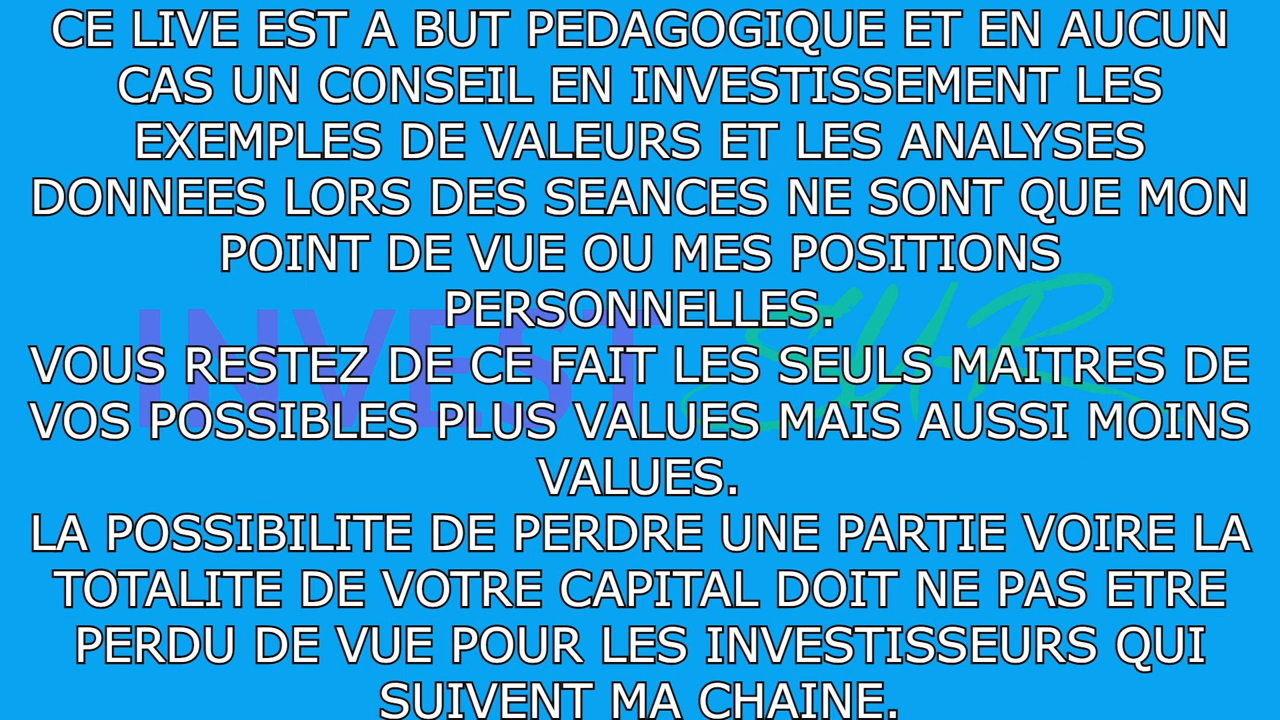 CE LIVE EST A BUT PEDAGOGIQUE ET EN AUCUN
CAS UN CONSEIL EN INVESTISSEMENT LES
EXEMPLES DE VALEURS ET LES ANALYSES
DONNEES LORS DES SEANCES NE SONT QUE MON
POINT DE VUE OU MES POSITIONS
PERSONNELLES.
INVEST SUR
VOUS RESTEZ DE CE FAIT LES SEULS MAITRES DE
VOS POSSIBLES PLUS VALUES MAIS AUSSI MOINS
VALUES.
LA POSSIBILITE DE PERDRE UNE PARTIE VOIRE LA
TOTALITE DE VOTRE CAPITAL DOIT NE PAS ETRE
PERDU DE VUE POUR LES INVESTISSEURS QUI
SUIVENT MA CHAINE.